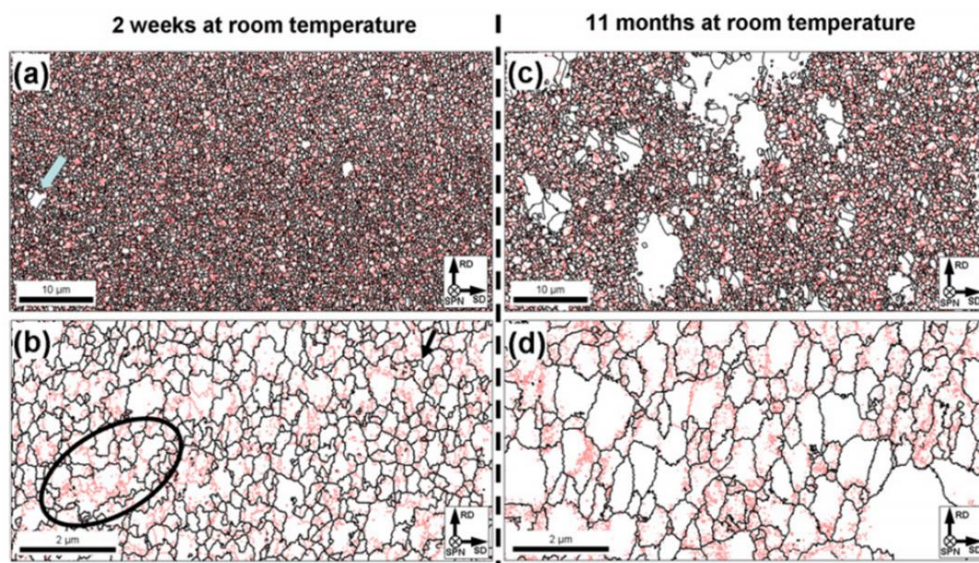 2 weeks at room temperature
11 months at room temperature
(a)
10 µm
RD
SPN SD
(c)
10 µm
RD
SPN SD
(b)
2 µm
RD
SPN SD
(d)
2 µm
RD
SPN SD